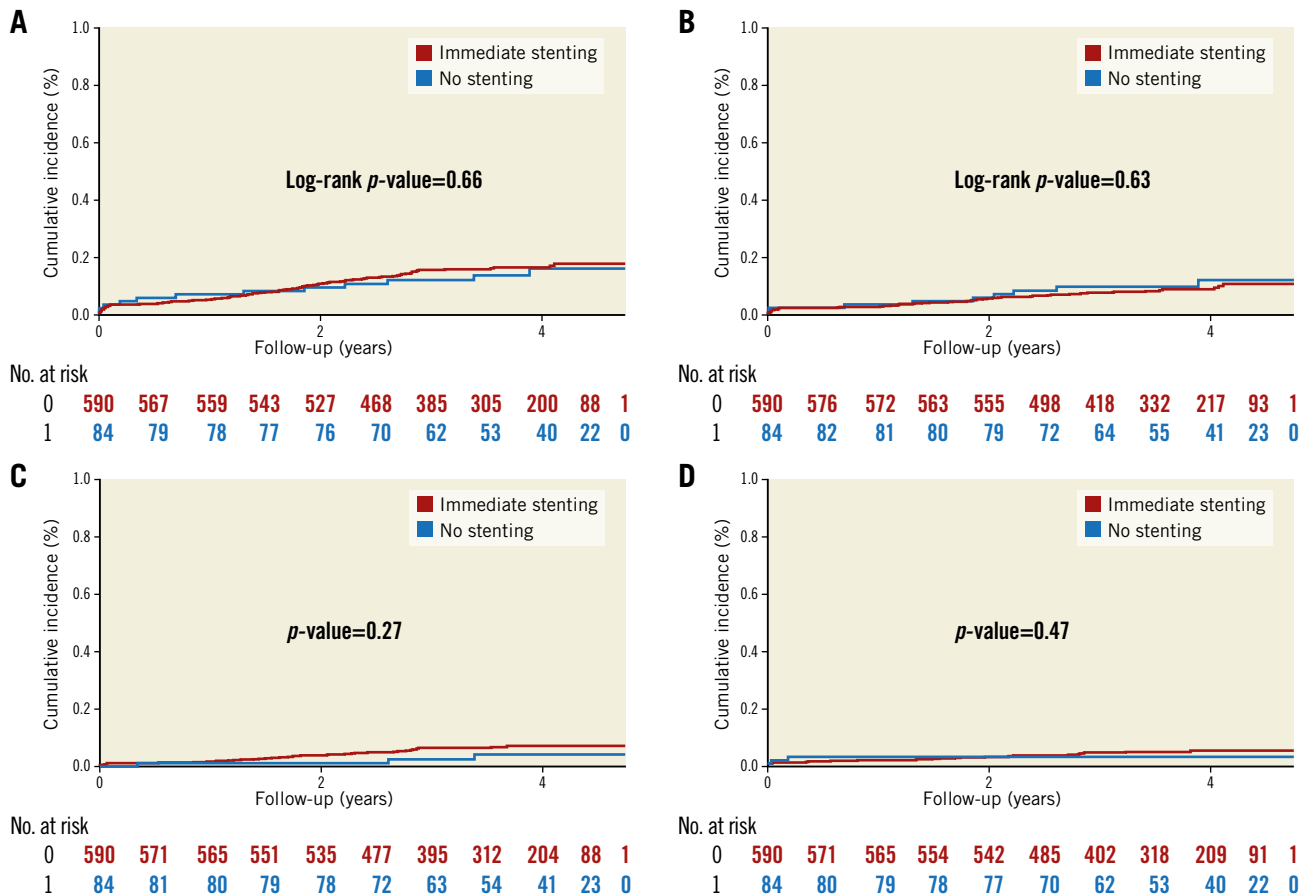 A
1.0
0.8
0.6
0.4
0.2
0.0
Cumulative incidence (%)
Immediate stenting
No stenting
Log-rank p-value=0.66
0 2 4
Follow-up (years)
No. at risk
0 590 567 559 543 527 468 385 305 200 88 1
1 84 79 78 77 76 70 62 53 40 22 0
B
1.0
0.8
0.6
0.4
0.2
0.0
Cumulative incidence (%)
Immediate stenting
No stenting
Log-rank p-value=0.63
0 2 4
Follow-up (years)
No. at risk
0 590 576 572 563 555 498 418 332 217 93 1
1 84 82 81 80 79 72 64 55 41 23 0
C
1.0
0.8
0.6
0.4
0.2
0.0
Cumulative incidence (%)
Immediate stenting
No stenting
p-value=0.27
0 2 4
Follow-up (years)
No. at risk
0 590 571 565 551 535 477 395 312 204 88 1
1 84 81 80 79 78 72 63 54 41 23 0
D
1.0
0.8
0.6
0.4
0.2
0.0
Cumulative incidence (%)
Immediate stenting
No stenting
p-value=0.47
0 2 4
Follow-up (years)
No. at risk
0 590 571 565 554 542 485 402 318 209 91 1
1 84 80 79 78 77 70 62 53 40 22 0